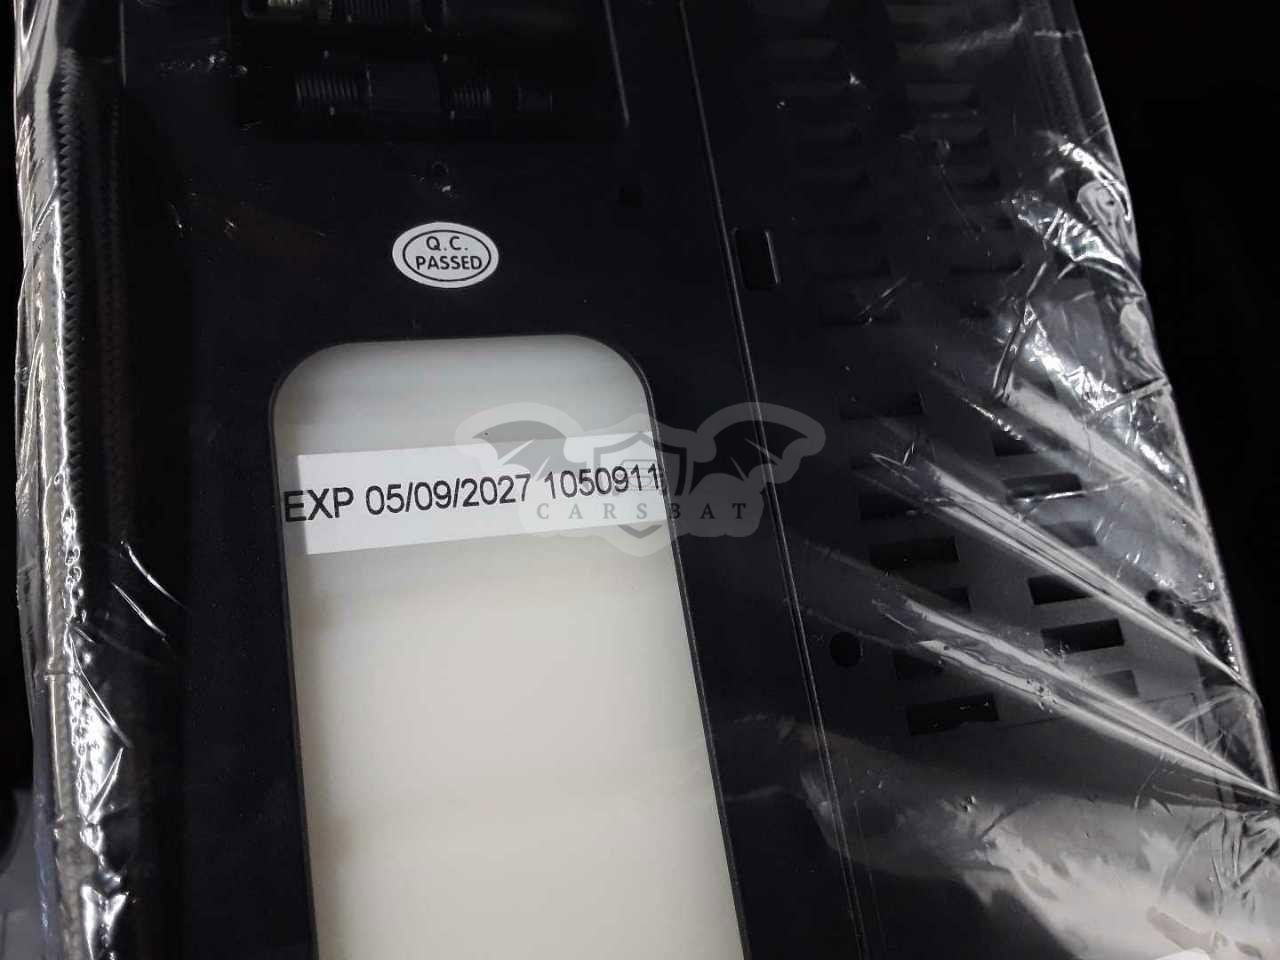 Q.C.
PASSED
EXP 05/09/2027 1050911
CARSBAT